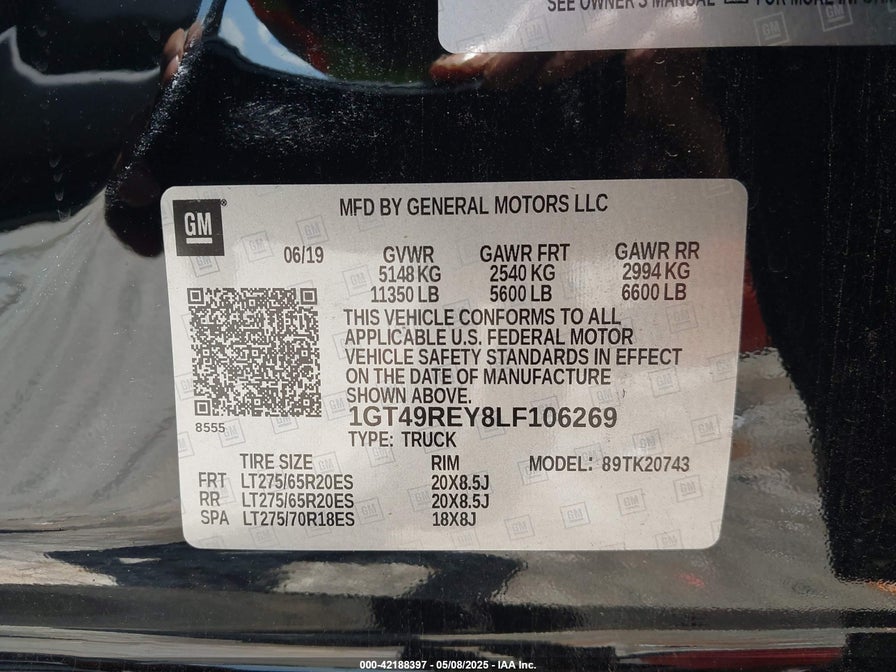 SEE OWNER'S MANUAL FOR MORE
GM
MFD BY GENERAL MOTORS LLC
06/19 GVWR GAWR FRT GAWR RR
5148 KG 2540 KG 2994 KG
11350 LB 5600 LB 6600 LB
THIS VEHICLE CONFORMS TO ALL
APPLICABLE U.S. FEDERAL MOTOR
VEHICLE SAFETY STANDARDS IN EFFECT
ON THE DATE OF MANUFACTURE
SHOWN ABOVE.
8555
1GT49REY8LF106269
TYPE: TRUCK
TIRE SIZE RIM MODEL: 89TK20743
FRT LT275/65R20ES 20X8.5J
RR LT275/65R20ES 20X8.5J
SPA LT275/70R18ES 18X8J
000-42188397 - 05/08/2025 - IAA Inc.